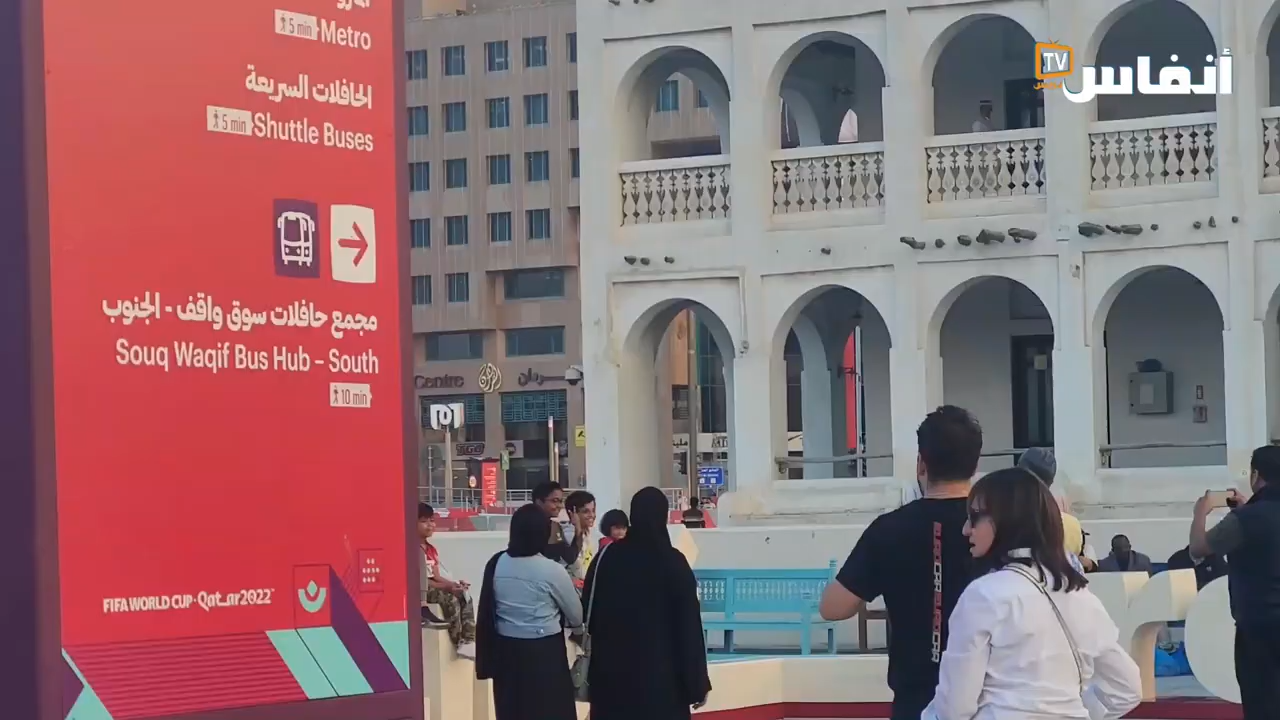 5 min Metro
الحافلات السريعة
5 min Shuttle Buses
مجمع حافلات سوق واقف - الجنوب
Souq Waqif Bus Hub – South
10 min
FIFA WORLD CUP Qatar2022
أنفاس
TV
Centre